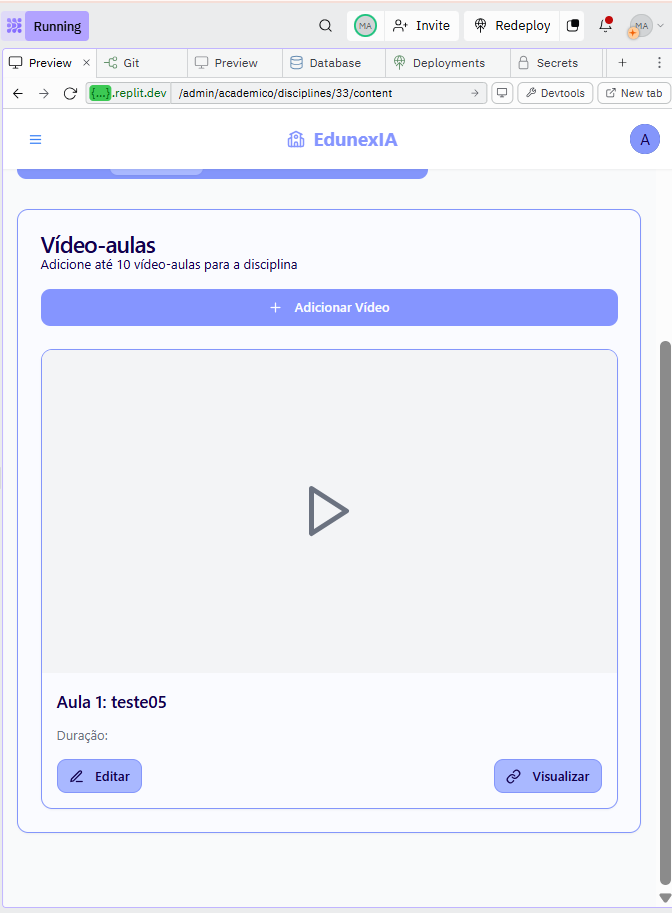 Running
MA
Invite
Redeploy
MA
Preview
Git
Preview
Database
Deployments
Secrets
{...}.replit.dev
/admin/academico/disciplines/33/content
Devtools
New tab
EdunexIA
A
Vídeo-aulas
Adicione até 10 vídeo-aulas para a disciplina
+ Adicionar Vídeo
Aula 1: teste05
Duração:
Editar
Visualizar